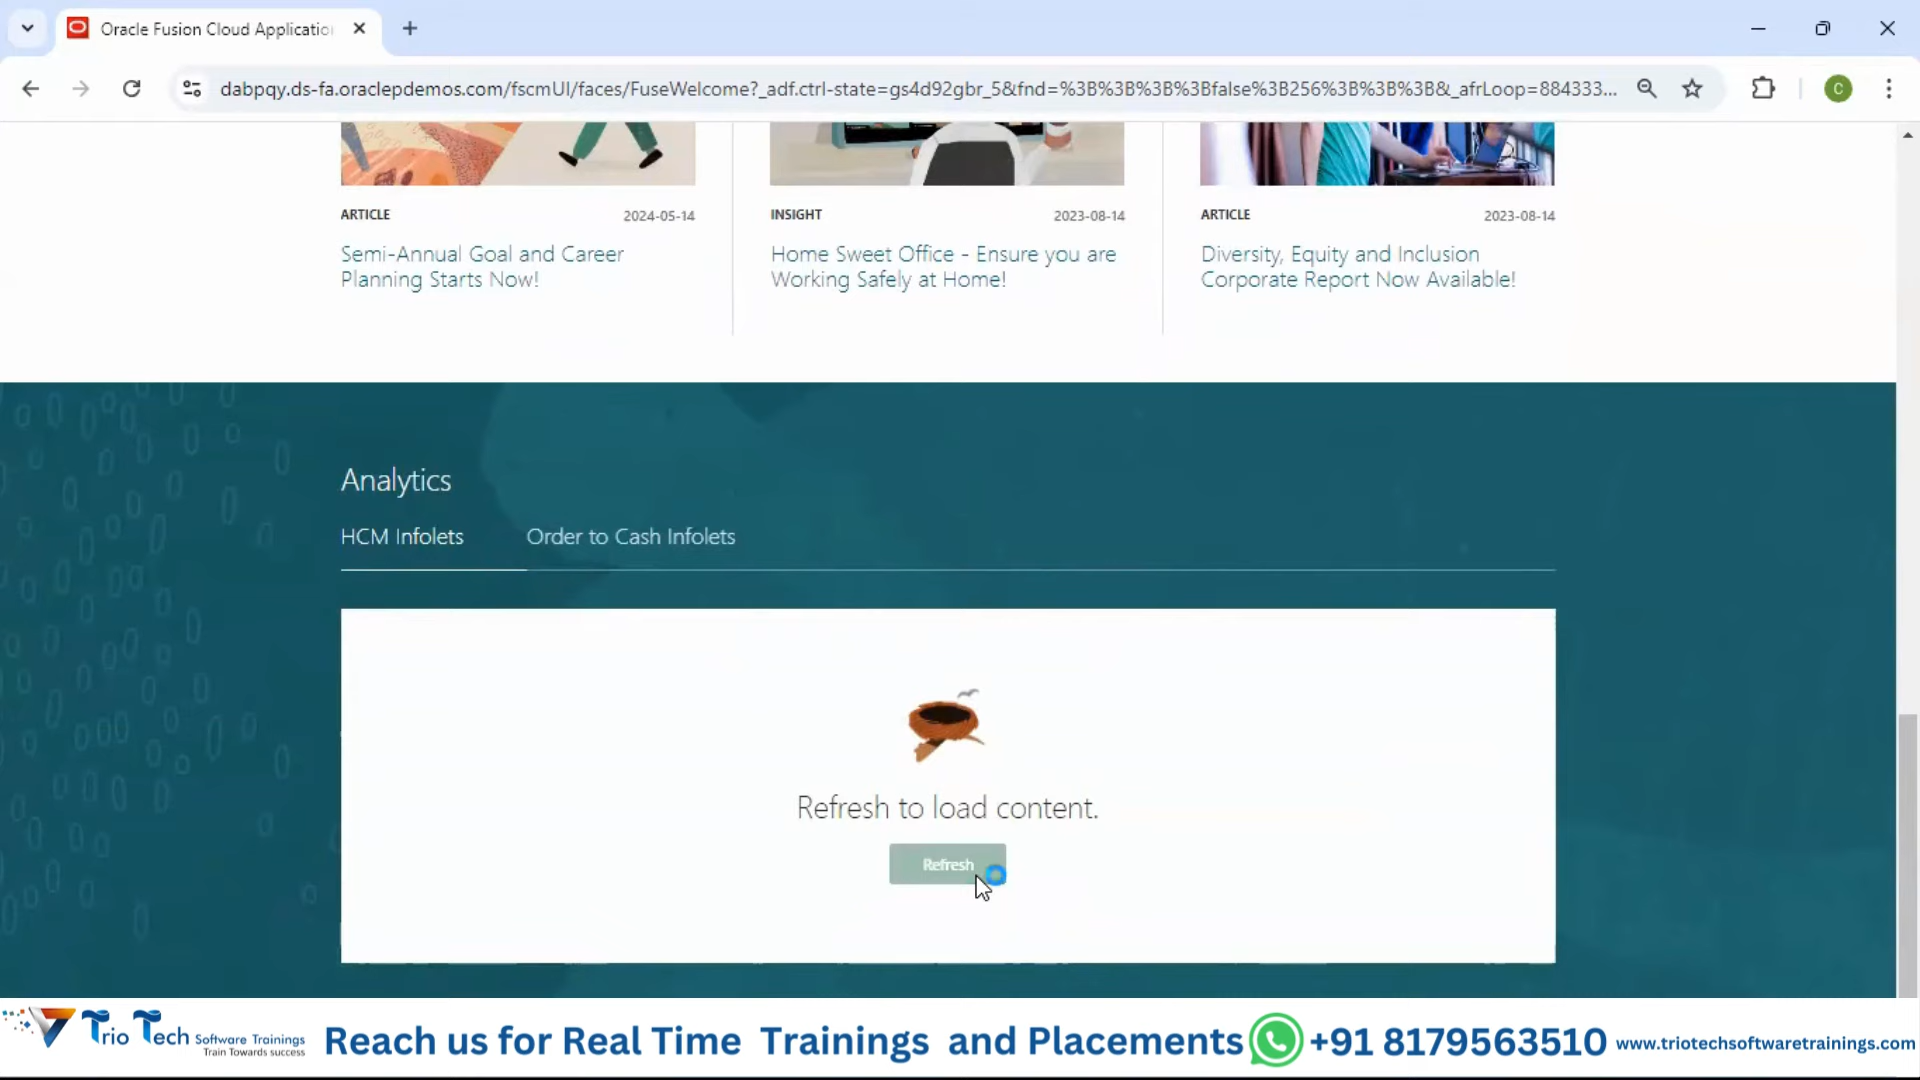 Oracle Fusion Cloud Applicatio
dabpqy.ds-fa.oraclepdemos.com/fscmUI/faces/FuseWelcome?_adf.ctrl-state=gs4d92gbr_5&fnd=%3B%3B%3B%3Bfalse%3B256%3B%3B%3B&_afrLoop=884333...
C
ARTICLE 2024-05-14
Semi-Annual Goal and Career
Planning Starts Now!
INSIGHT 2023-08-14
Home Sweet Office - Ensure you are
Working Safely at Home!
ARTICLE 2023-08-14
Diversity, Equity and Inclusion
Corporate Report Now Available!
Analytics
HCM Infolets Order to Cash Infolets
Refresh to load content.
Refresh
Trio Tech Software Trainings
Train Towards success
Reach us for Real Time Trainings and Placements +91 8179563510 www.triotechsoftwaretrainings.com